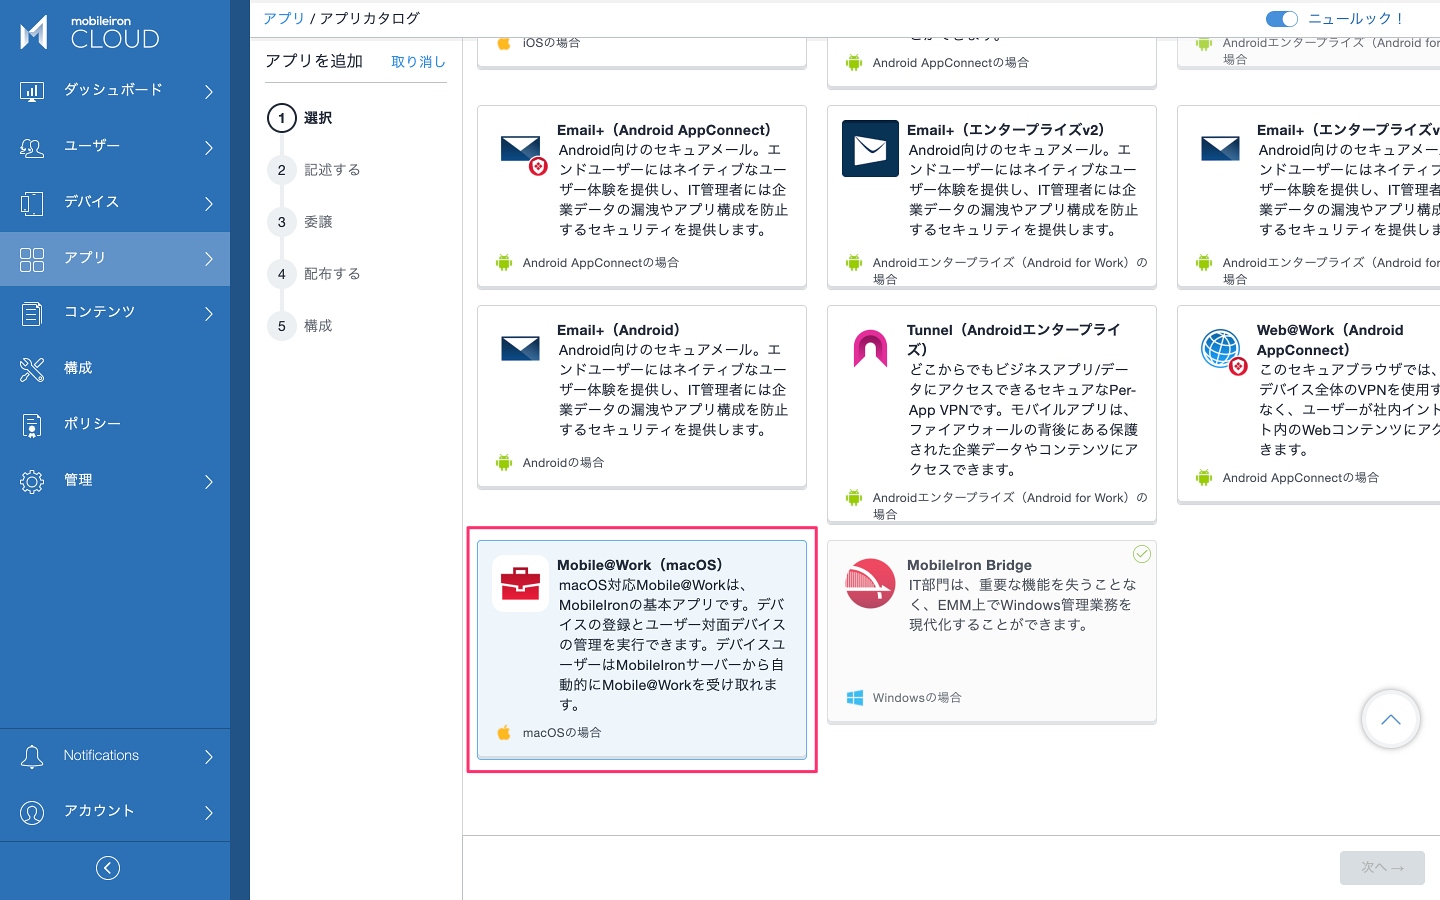 mobileiron
CLOUD
ダッシュボード
ユーザー
デバイス
アプリ
コンテンツ
構成
ポリシー
管理
Notifications
アカウント
アプリ / アプリカタログ
ニュールック！
アプリを追加
取り消し
1 選択
2 記述する
3 委譲
4 配布する
5 構成
iOSの場合
Android AppConnectの場合
Androidエンタープライズ（Android for
場合
Email+（Android AppConnect）
Android向けのセキュアメール。エ
ンドユーザーにはネイティブなユー
ザー体験を提供し、IT管理者には企
業データの漏洩やアプリ構成を防止
するセキュリティを提供します。
Android AppConnectの場合
Email+（エンタープライズv2）
Android向けのセキュアメール。エ
ンドユーザーにはネイティブなユー
ザー体験を提供し、IT管理者には企
業データの漏洩やアプリ構成を防止
するセキュリティを提供します。
Androidエンタープライズ（Android for Work）の
場合
Email+（エンタープライズv
Android向けのセキュアメー
ンドユーザーにはネイティブ
ザー体験を提供し、IT管理
業データの漏洩やアプリ構成
するセキュリティを提供しま
Androidエンタープライズ（Android for
場合
Email+（Android）
Android向けのセキュアメール。エ
ンドユーザーにはネイティブなユー
ザー体験を提供し、IT管理者には企
業データの漏洩やアプリ構成を防止
するセキュリティを提供します。
Androidの場合
Tunnel（Androidエンタープライ
ズ）
どこからでもビジネスアプリ/デー
タにアクセスできるセキュアなPer-
App VPNです。モバイルアプリは、
ファイアウォールの背後にある保護
された企業データやコンテンツにア
クセスできます。
Androidエンタープライズ（Android for Work）の
場合
Web@Work（Android
AppConnect）
このセキュアブラウザでは、
デバイス全体のVPNを使用す
なく、ユーザーが社内イント
ト内のWebコンテンツにアク
きます。
Android AppConnectの場合
Mobile@Work（macOS）
macOS対応Mobile@Workは、
MobileIronの基本アプリです。デバ
イスの登録とユーザー対面デバイス
の管理を実行できます。デバイスユ
ーザーはMobileIronサーバーから自
動的にMobile@Workを受け取れま
す。
macOSの場合
MobileIron Bridge
IT部門は、重要な機能を失うことな
く、EMM上でWindows管理業務を
現代化することができます。
Windowsの場合
次へ→